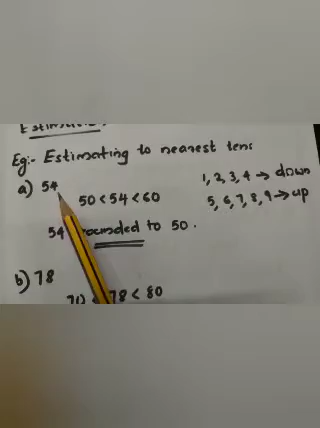 Eg:- Estimating to nearest tens
1, 2, 3, 4 → down
a) 54
5, 6, 7, 8, 9 → up
50 < 54 < 60
54 rounded to 50.
b) 78
70 < 78 < 80